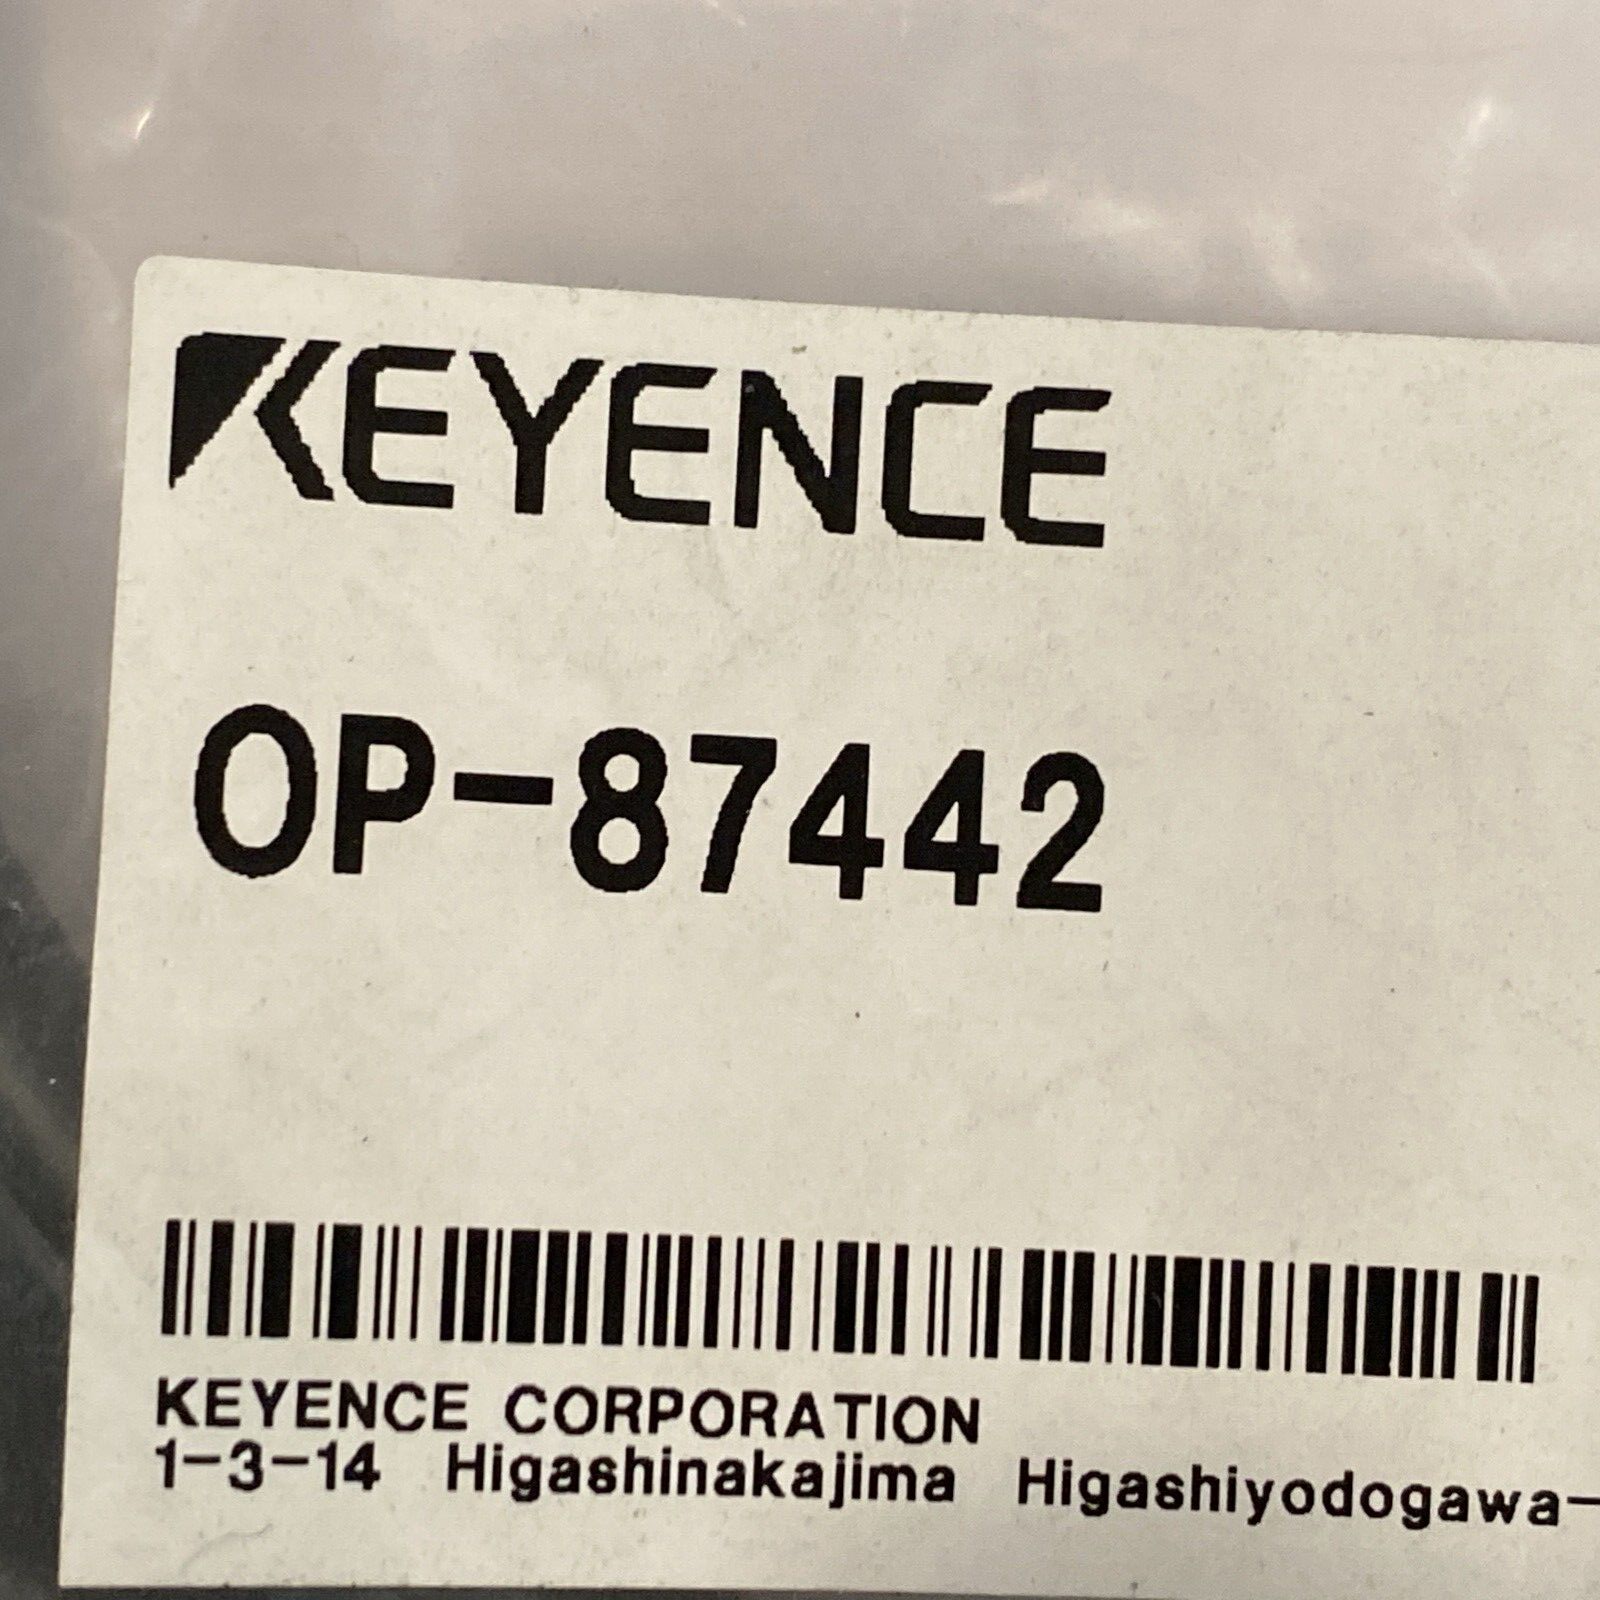 KEYENCE
OP-87442
KEYENCE CORPORATION
1-3-14 Higashinakajima Higashiyodogawa-